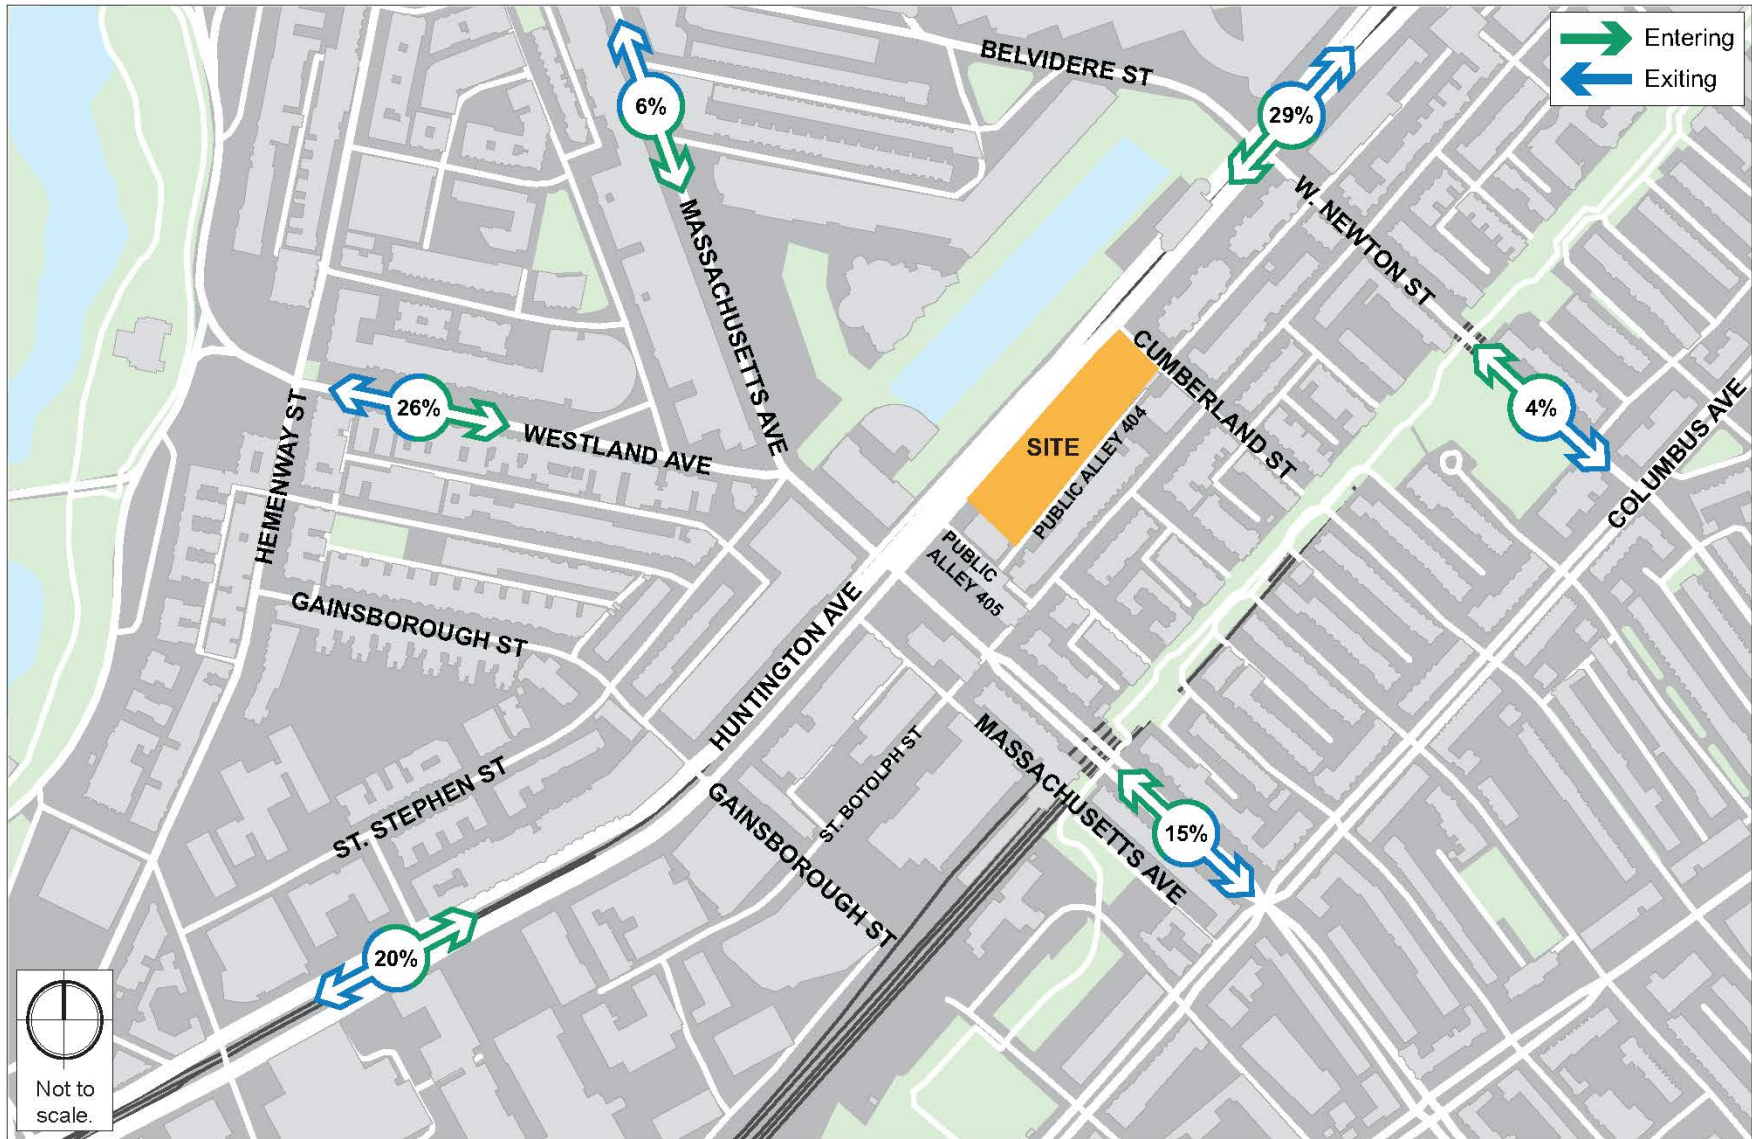 Entering
Exiting
BELVIDERE ST
6%
29%
W. NEWTON ST
MASSACHUSETTS AVE
CUMBERLAND ST
4%
COLUMBUS AVE
26%
WESTLAND AVE
SITE
PUBLIC ALLEY 404
HEMENWAY ST
PUBLIC
ALLEY 405
GAINSBOROUGH ST
HUNTINGTON AVE
ST. STEPHEN ST
ST. BOTOLPH ST
MASSACHUSETTS AVE
15%
GAINSBOROUGH ST
20%
Not to
scale.